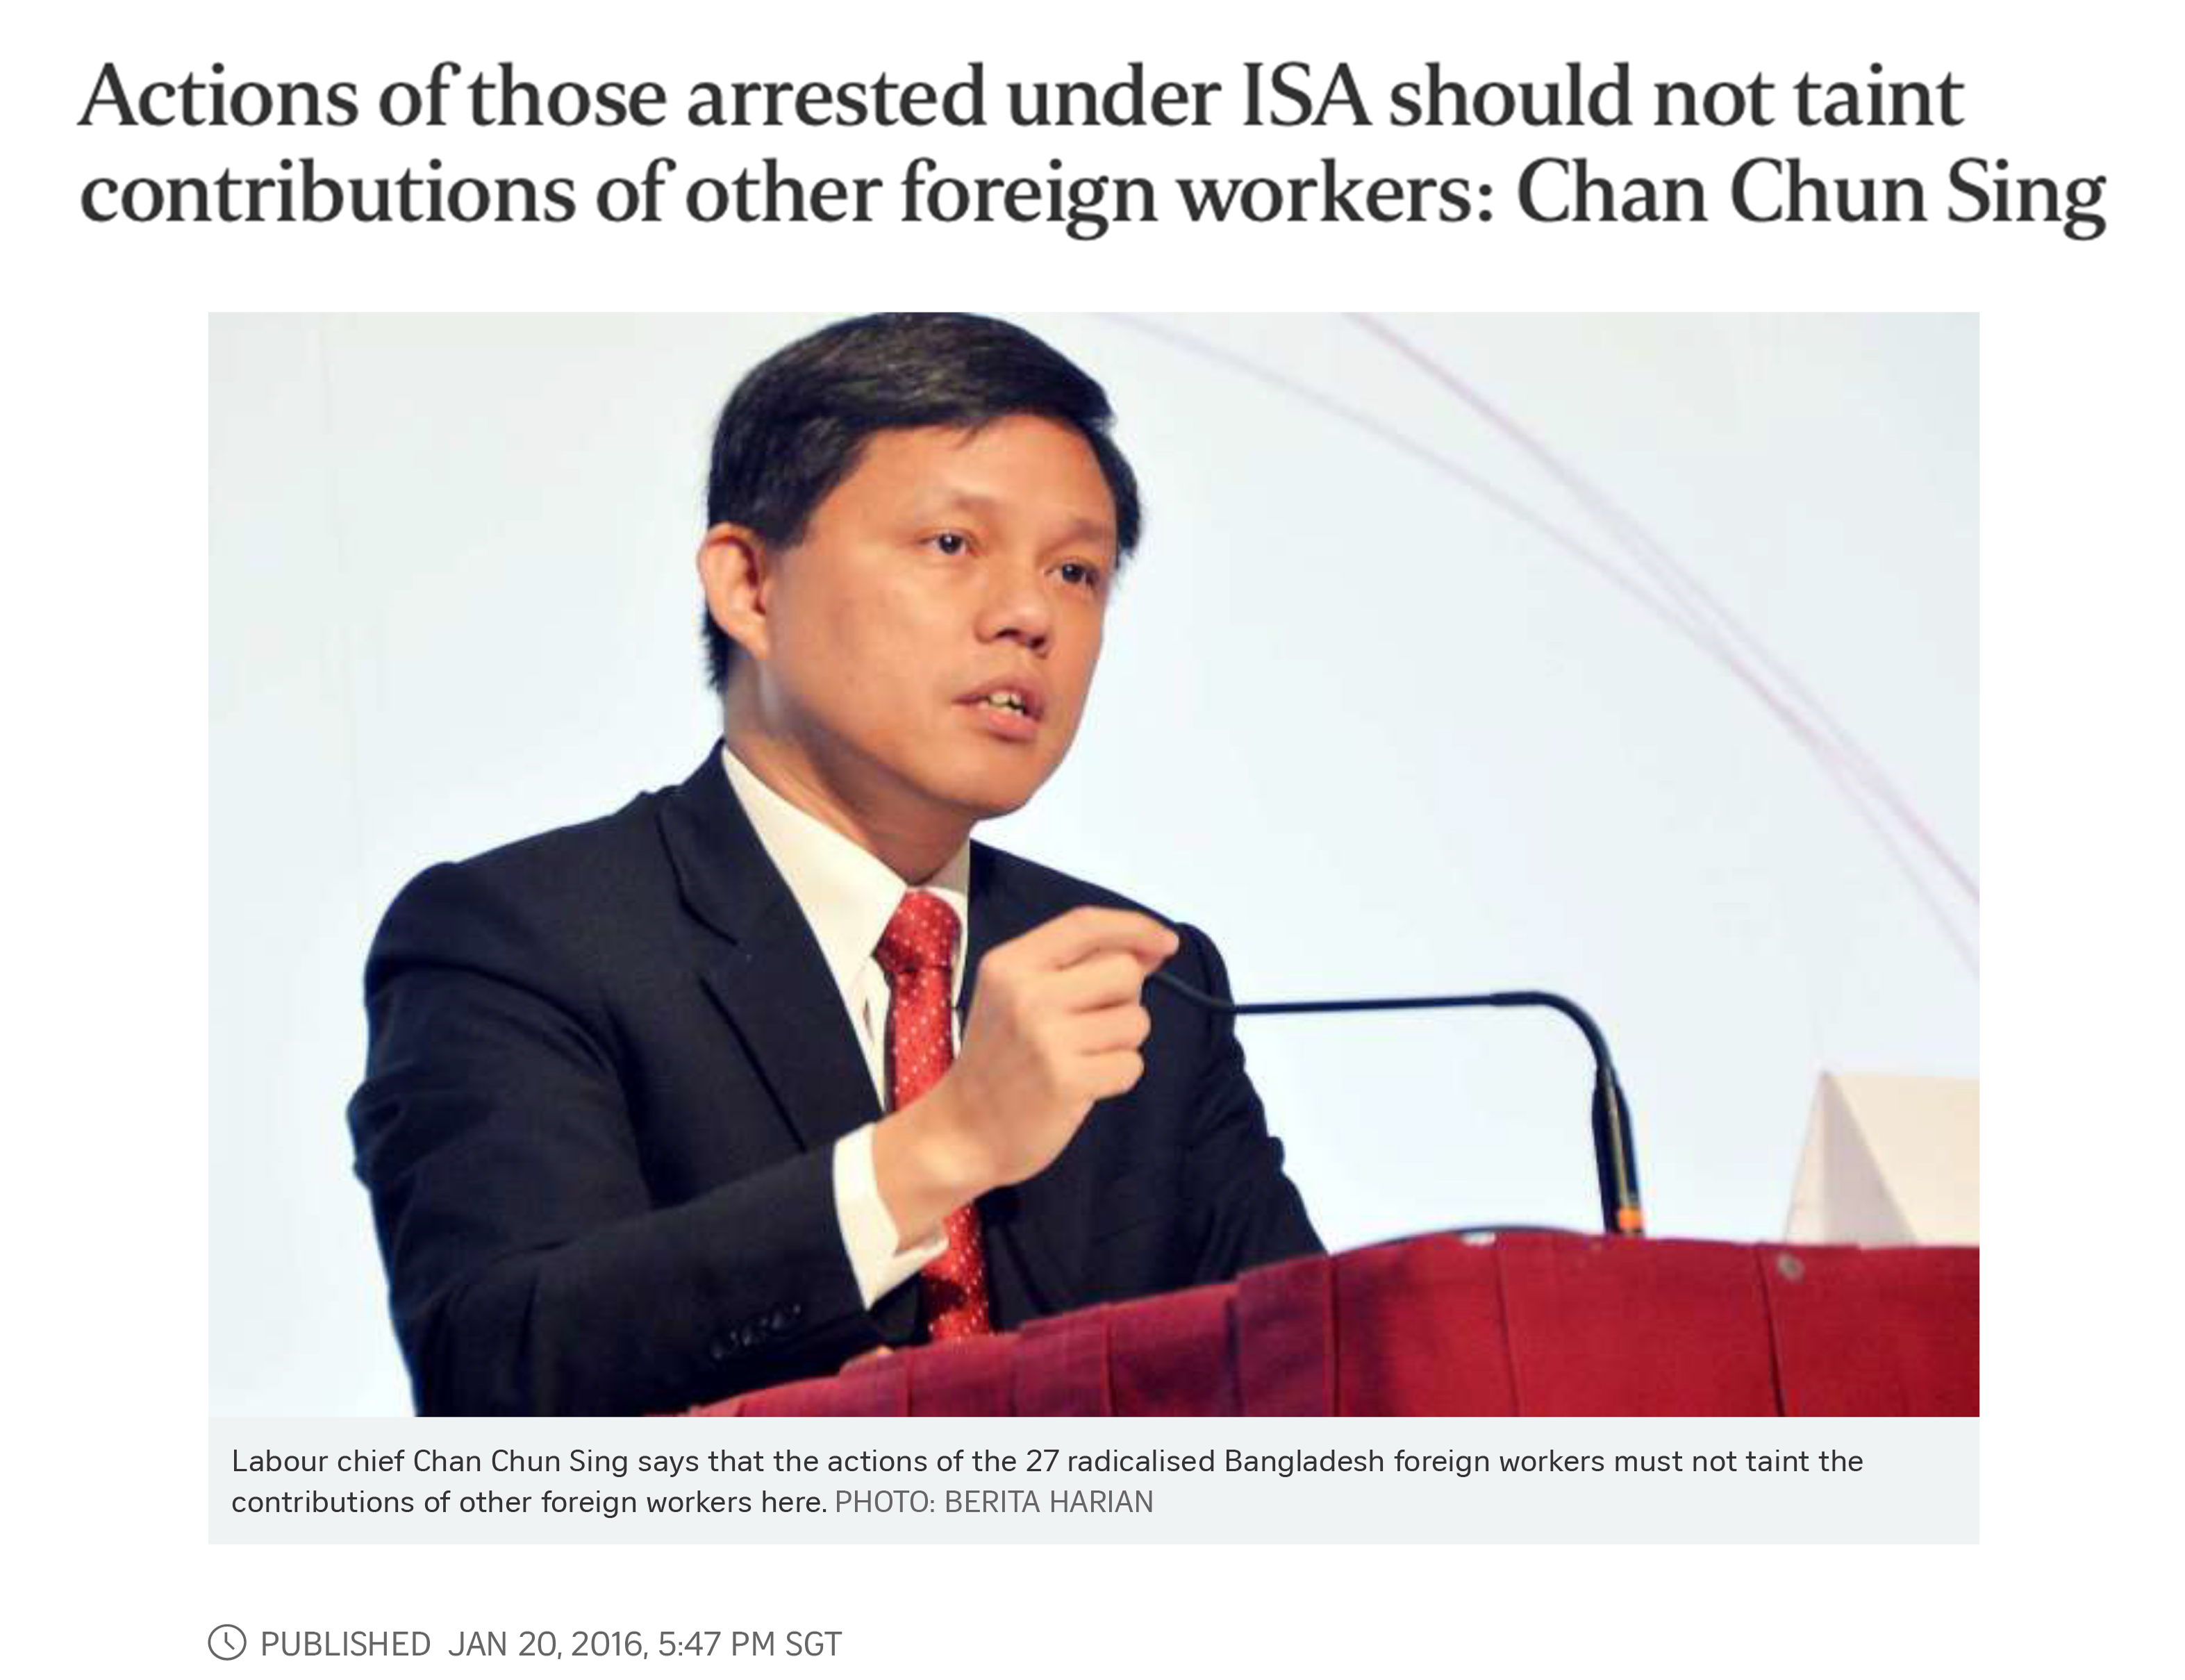 Actions of those arrested under ISA should not taint
contributions of other foreign workers: Chan Chun Sing
Labour chief Chan Chun Sing says that the actions of the 27 radicalised Bangladesh foreign workers must not taint the
contributions of other foreign workers here. PHOTO: BERITA HARIAN
PUBLISHED JAN 20, 2016, 5:47 PM SGT